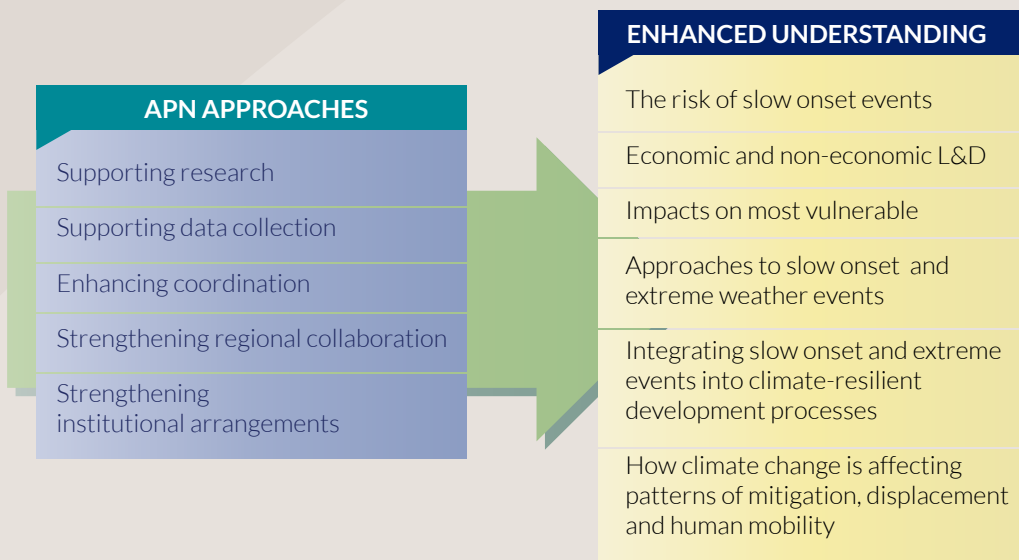 APN APPROACHES
Supporting research
Supporting data collection
Enhancing coordination
Strengthening regional collaboration
Strengthening
institutional arrangements
ENHANCED UNDERSTANDING
The risk of slow onset events
Economic and non-economic L&D
Impacts on most vulnerable
Approaches to slow onset and
extreme weather events
Integrating slow onset and extreme
events into climate-resilient
development processes
How climate change is affecting
patterns of mitigation, displacement
and human mobility